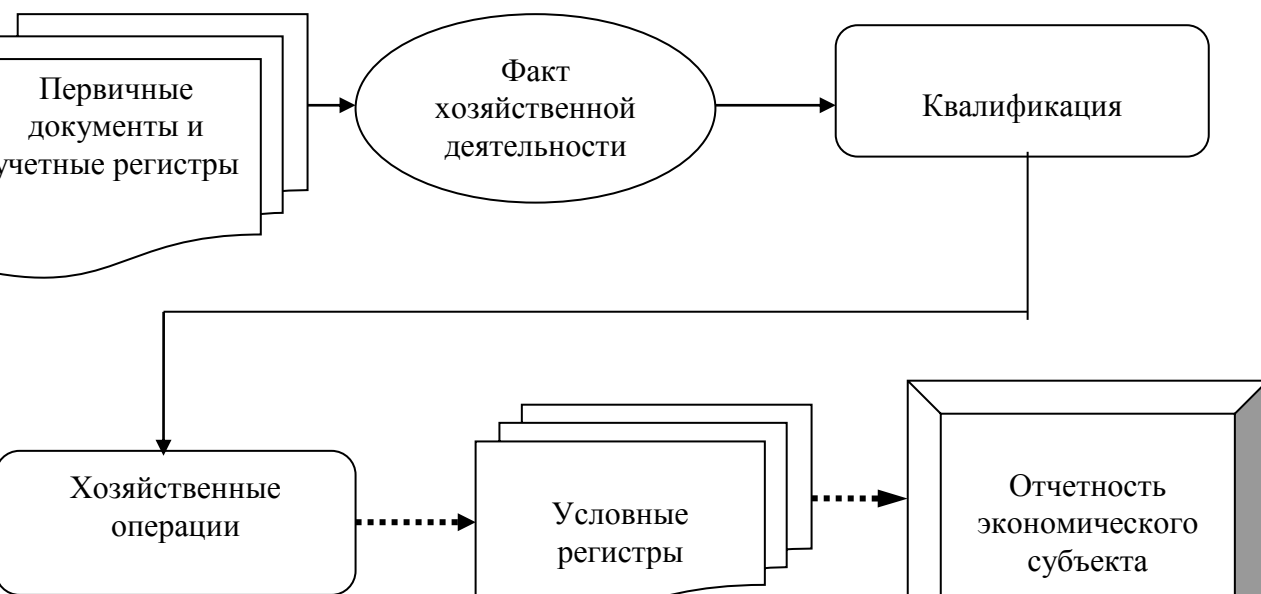 Первичные
документы и
учетные регистры
Факт
хозяйственной
деятельности
Квалификация
Хозяйственные
операции
Условные
регистры
Отчетность
экономического
субъекта